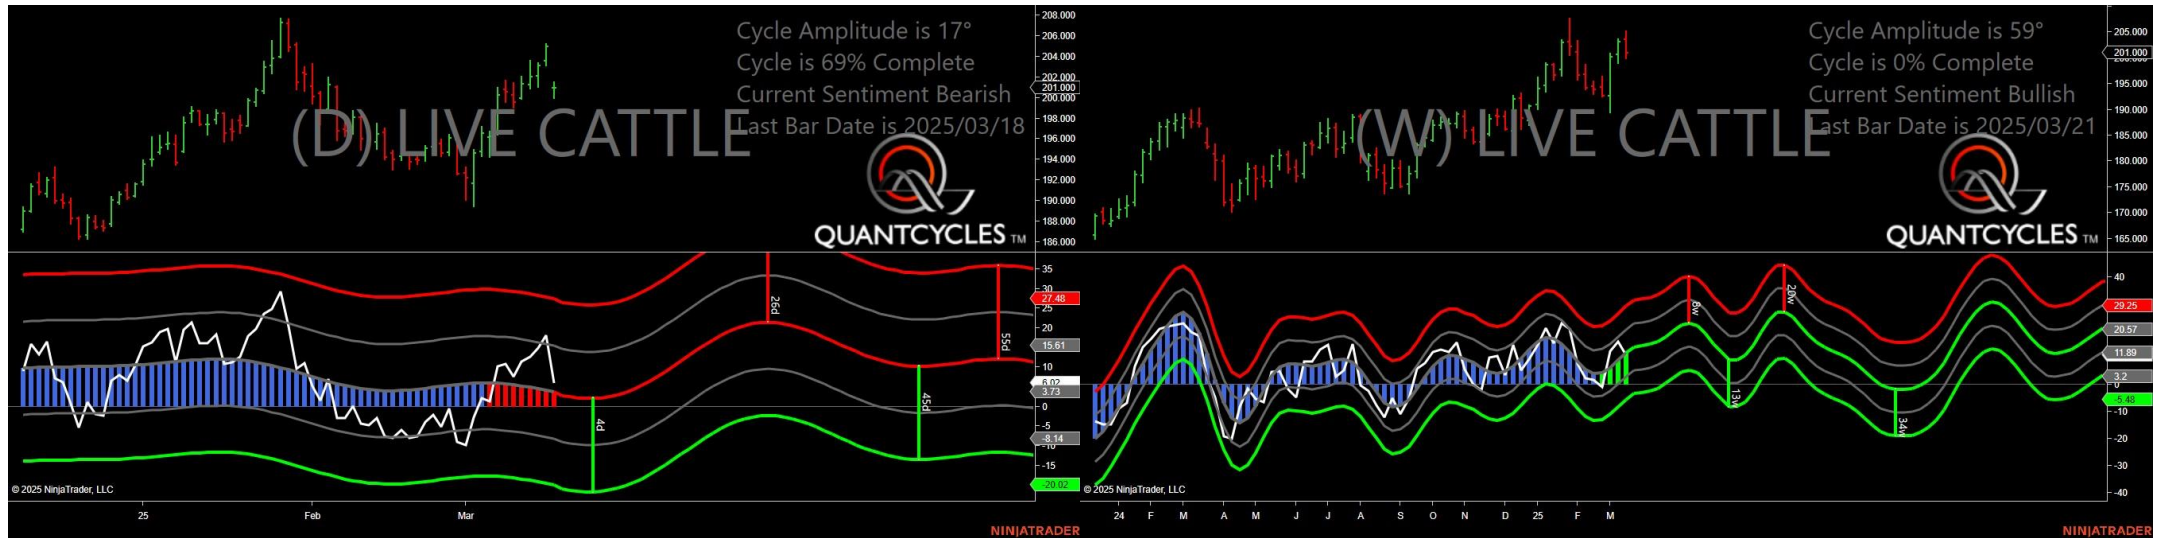 Cycle Amplitude is 17°
Cycle is 69% Complete
Current Sentiment Bearish
Last Bar Date is 2025/03/18
(D) LIVE CATTLE
QUANTCYCLES TM
208.000
206.000
204.000
202.000
201.000
200.000
198.000
196.000
194.000
192.000
190.000
188.000
186.000
35
30
27.48
25
20
15.61
10
6.02
3.73
0
-5
-8.14
-10
-15
-20.02
4d
26d
45d
55d
© 2025 NinjaTrader, LLC
25 Feb Mar
NINJATRADER
Cycle Amplitude is 59°
Cycle is 0% Complete
Current Sentiment Bullish
Last Bar Date is 2025/03/21
(W) LIVE CATTLE
QUANTCYCLES TM
205.000
201.000
200.000
195.000
190.000
185.000
180.000
175.000
170.000
165.000
40
29.25
20.57
11.89
3.2
0
-5.48
-10
-20
-30
-40
8w
13w
20w
34w
© 2025 NinjaTrader, LLC
24 F M A M J J A S O N D 25 F M
NINJATRADER